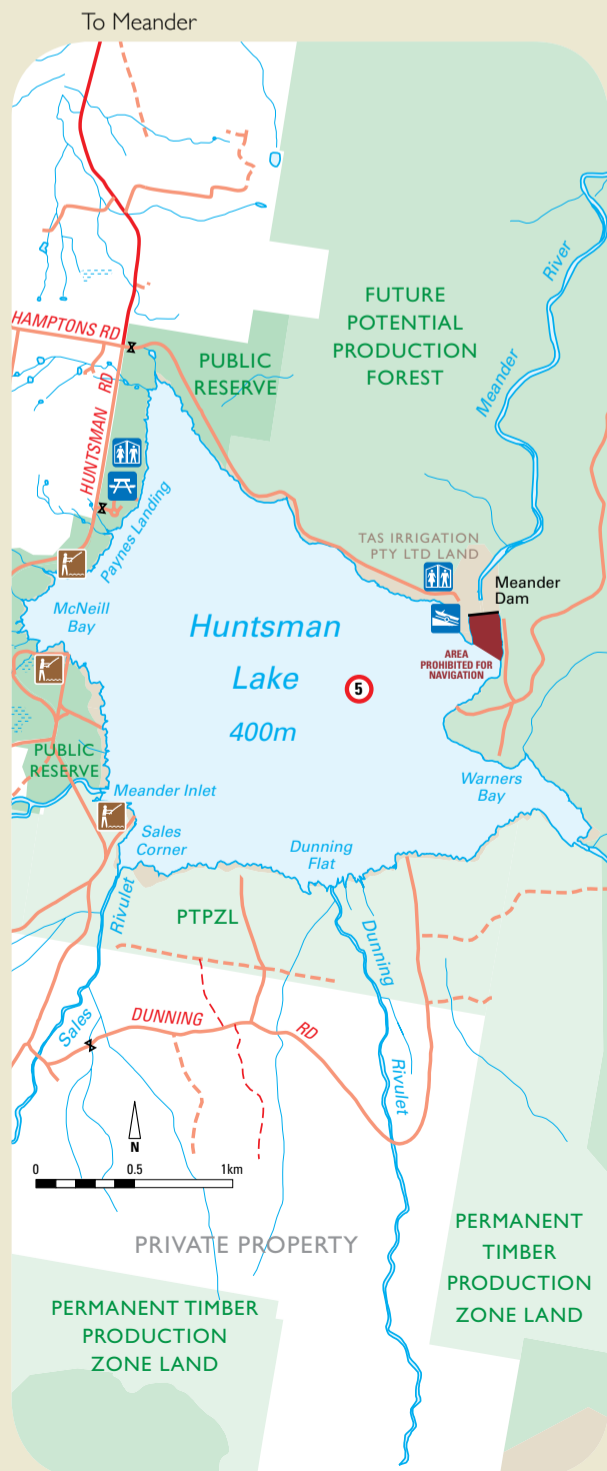 To Meander
HAMPTONS RD
HUNTSMAN RD
PUBLIC
RESERVE
FUTURE
POTENTIAL
PRODUCTION
FOREST
Meander River
Paynes Landing
TAS IRRIGATION
PTY LTD LAND
Meander
Dam
AREA
PROHIBITED FOR
NAVIGATION
McNeill
Bay
Huntsman
Lake
400m
5
PUBLIC
RESERVE
Meander Inlet
Sales
Corner
Warners
Bay
Dunning
Flat
PTPZL
Sales Rivulet
Dunning Rivulet
DUNNING RD
N
0 0.5 1km
PRIVATE PROPERTY
PERMANENT TIMBER
PRODUCTION
ZONE LAND
PERMANENT
TIMBER
PRODUCTION
ZONE LAND